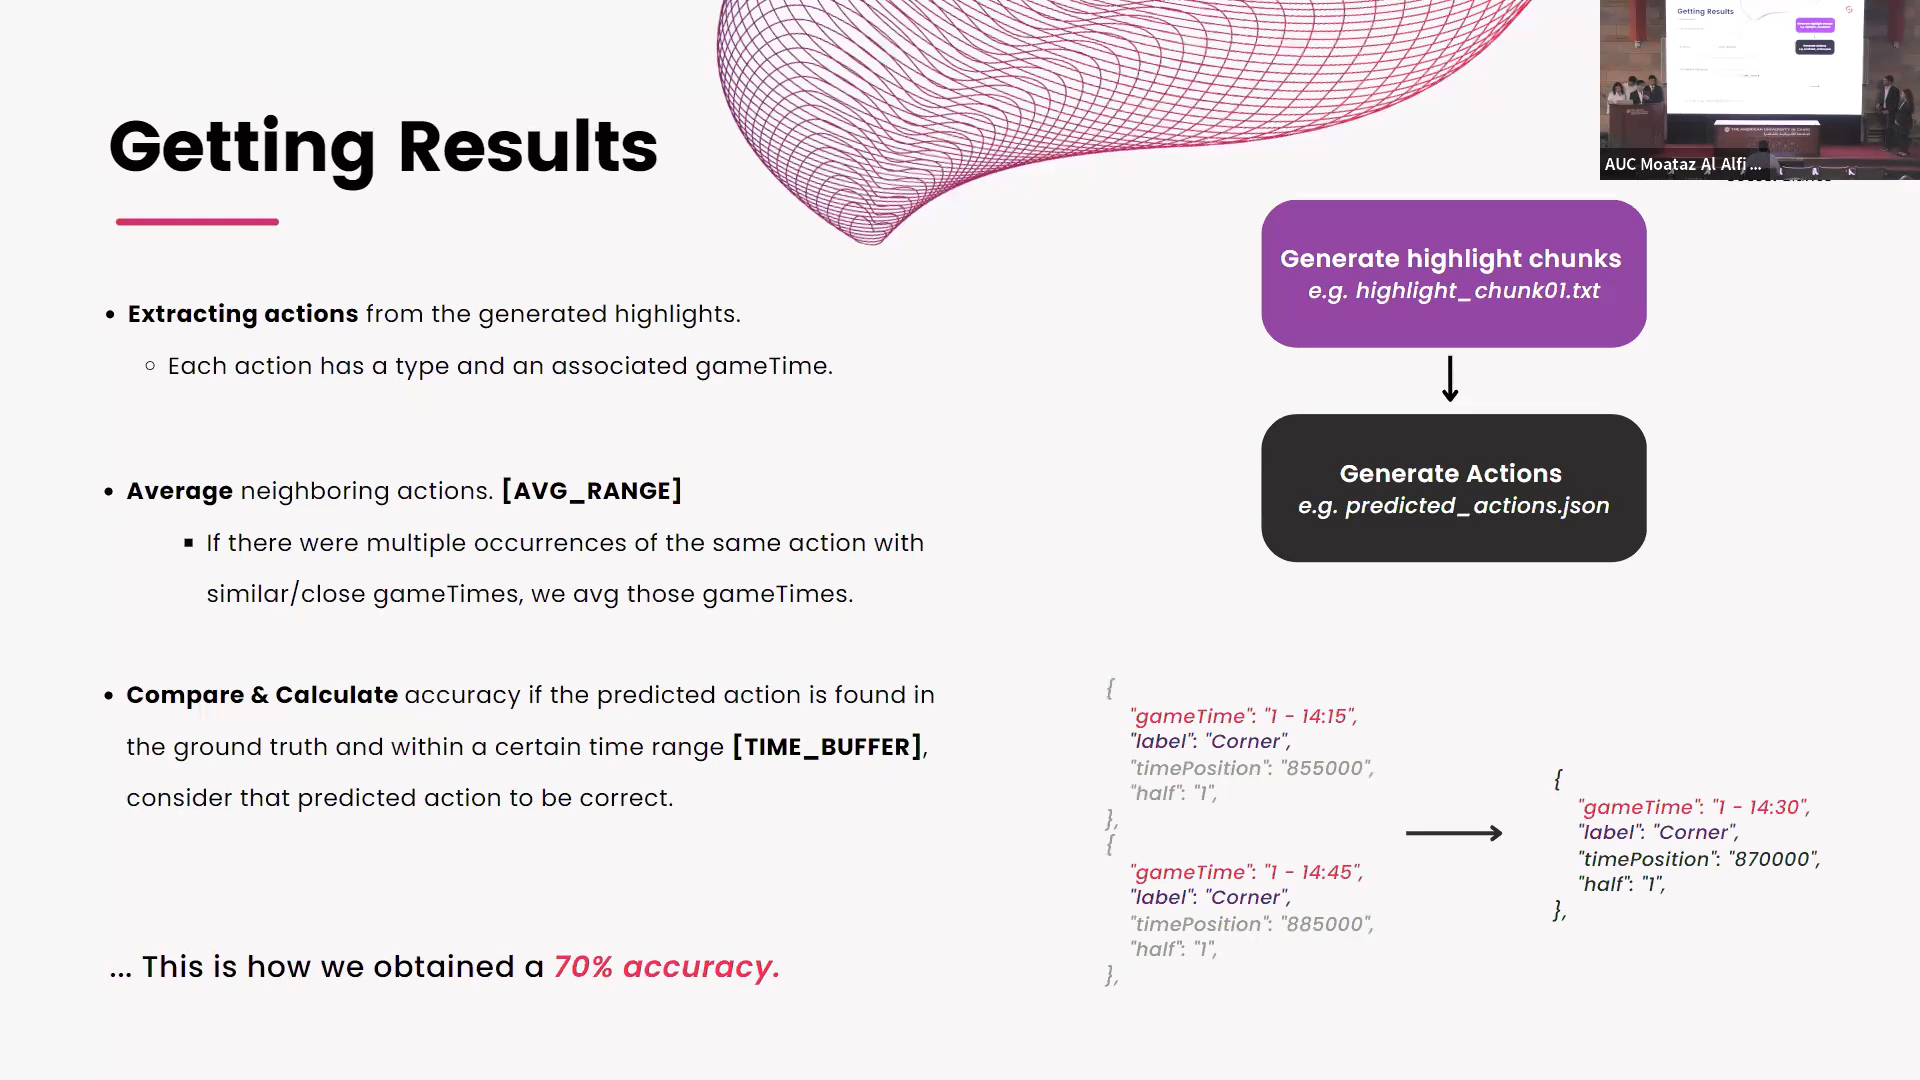 Getting Results
Extracting actions from the generated highlights.
Each action has a type and an associated gameTime.
Average neighboring actions. [AVG_RANGE]
If there were multiple occurrences of the same action with
similar/close gameTimes, we avg those gameTimes.
Compare & Calculate accuracy if the predicted action is found in
the ground truth and within a certain time range [TIME_BUFFER],
consider that predicted action to be correct.
... This is how we obtained a 70% accuracy.
Getting Results
AUC Moataz Al Alfi ...
Generate highlight chunks
e.g. highlight_chunk01.txt
Generate Actions
e.g. predicted_actions.json
{
"gameTime": "1 - 14:15",
"label": "Corner",
"timePosition": "855000",
"half": "1",
},
{
"gameTime": "1 - 14:45",
"label": "Corner",
"timePosition": "885000",
"half": "1",
},
{
"gameTime": "1 - 14:30",
"label": "Corner",
"timePosition": "870000",
"half": "1",
},